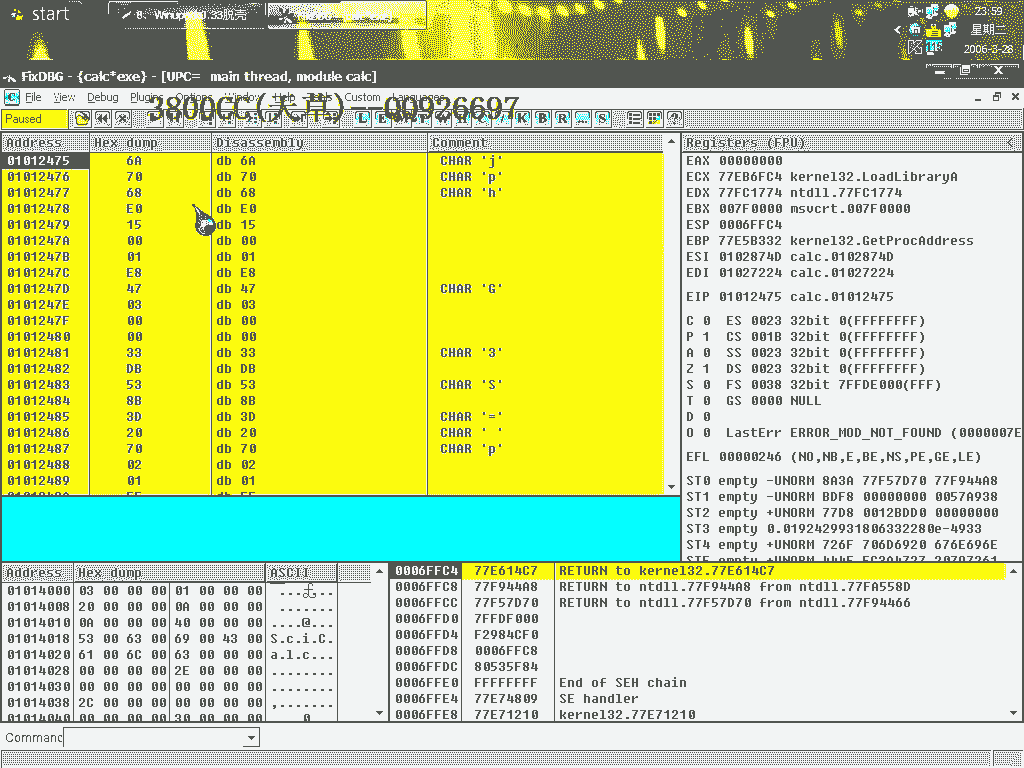 start
8、 Winupack0.33脱壳
23:59
星期二
2006-3-28
FixDBG - {calc*exe} - [UPC=   main thread, module calc]
File View Debug Plugins Options Window Help Tools Custom Languages
3800CC(天草)--QQ926697
Paused
Address Hex dump Disassembly Comment
01012475 6A db 6A CHAR 'j'
01012476 70 db 70 CHAR 'p'
01012477 68 db 68 CHAR 'h'
01012478 E0 db E0
01012479 15 db 15
0101247A 00 db 00
0101247B 01 db 01
0101247C E8 db E8
0101247D 47 db 47 CHAR 'G'
0101247E 03 db 03
0101247F 00 db 00
01012480 00 db 00
01012481 33 db 33 CHAR '3'
01012482 DB db DB
01012483 53 db 53 CHAR 'S'
01012484 8B db 8B
01012485 3D db 3D CHAR '='
01012486 20 db 20 CHAR ' '
01012487 70 db 70 CHAR 'p'
01012488 02 db 02
01012489 01 db 01
Registers (FPU) <
EAX 00000000
ECX 77EB6FC4 kernel32.LoadLibraryA
EDX 77FC1774 ntdll.77FC1774
EBX 007F0000 msvcrt.007F0000
ESP 0006FFC4
EBP 77E5B332 kernel32.GetProcAddress
ESI 0102874D calc.0102874D
EDI 01027224 calc.01027224
EIP 01012475 calc.01012475
C 0 ES 0023 32bit 0(FFFFFFFF)
P 1 CS 001B 32bit 0(FFFFFFFF)
A 0 SS 0023 32bit 0(FFFFFFFF)
Z 1 DS 0023 32bit 0(FFFFFFFF)
S 0 FS 0038 32bit 7FFDE000(FFF)
T 0 GS 0000 NULL
D 0
O 0 LastErr ERROR_MOD_NOT_FOUND (0000007E
EFL 00000246 (NO,NB,E,BE,NS,PE,GE,LE)
ST0 empty -UNORM 8A3A 77F57D70 77F944A8
ST1 empty -UNORM BDF8 00000000 0057A938
ST2 empty +UNORM 77D8 0012BDD0 00000000
ST3 empty 0.0192429931806332280e-4933
ST4 empty +UNORM 726F 706D6920 676E696E
Address Hex dump ASCII
01014000 03 00 00 00 01 00 00 00 ........
01014008 20 00 00 00 0A 00 00 00 .......
01014010 0A 00 00 00 40 00 00 00 ....@...
01014018 53 00 63 00 69 00 43 00 S.c.i.C.
01014020 61 00 6C 00 63 00 00 00 a.l.c...
01014028 00 00 00 00 2E 00 00 00 ........
01014030 00 00 00 00 00 00 00 00 ........
01014038 2C 00 00 00 00 00 00 00 ,.......
01014040 00 00 00 00 30 00 00 00
0006FFC4 77E614C7 RETURN to kernel32.77E614C7
0006FFC8 77F944A8 RETURN to ntdll.77F944A8 from ntdll.77FA558D
0006FFCC 77F57D70 RETURN to ntdll.77F57D70 from ntdll.77F94466
0006FFD0 7FFDF000
0006FFD4 F2984CF0
0006FFD8 0006FFC8
0006FFDC 80535F84
0006FFE0 FFFFFFFF End of SEH chain
0006FFE4 77E74809 SE handler
0006FFE8 77E71210 kernel32.77E71210
Command